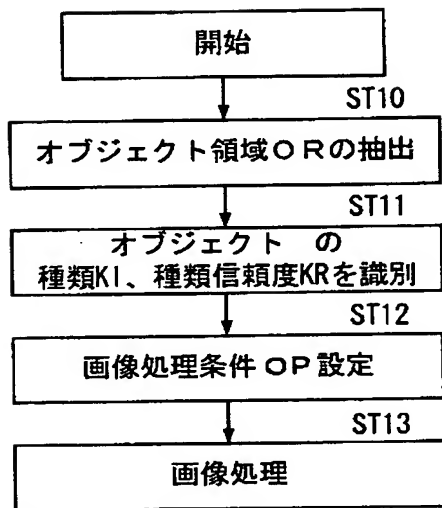 開始
ST10
オブジェクト領域ORの抽出
ST11
オブジェクト の
種類KI、種類信頼度KRを識別
ST12
画像処理条件OP設定
ST13
画像処理